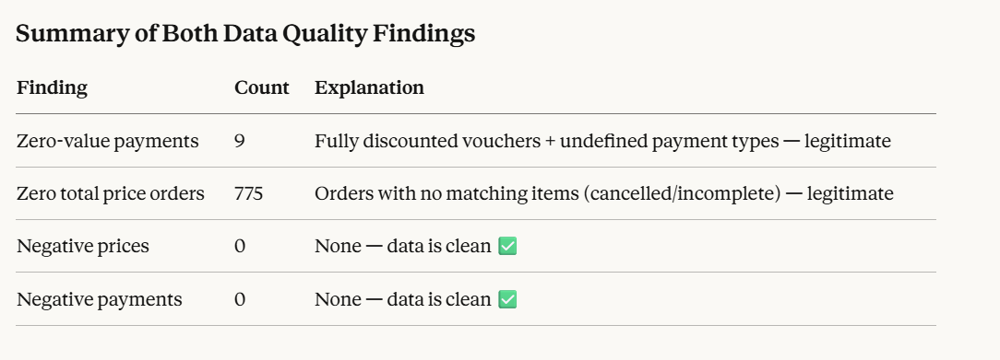 Summary of Both Data Quality Findings
Finding Count Explanation
Zero-value payments 9 Fully discounted vouchers + undefined payment types — legitimate
Zero total price orders 775 Orders with no matching items (cancelled/incomplete) — legitimate
Negative prices 0 None — data is clean ✅
Negative payments 0 None — data is clean ✅